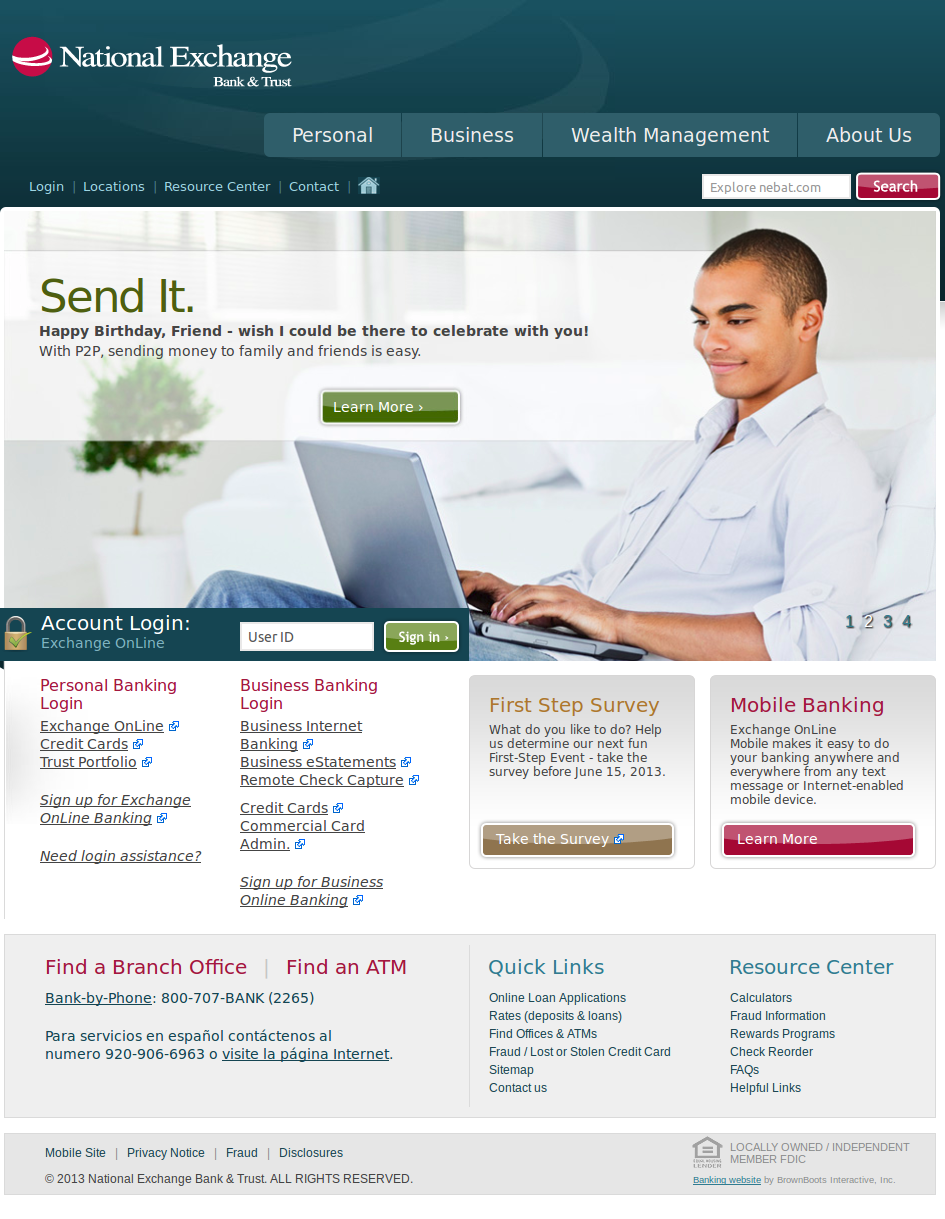 National Exchange
Bank & Trust
Personal
Business
Wealth Management
About Us
Login | Locations | Resource Center | Contact |
Explore nebat.com
Search
Send It.
Happy Birthday, Friend - wish I could be there to celebrate with you!
With P2P, sending money to family and friends is easy.
Learn More ›
1 2 3 4
Account Login:
Exchange OnLine
User ID
Sign in ›
Personal Banking
Login
Exchange OnLine
Credit Cards
Trust Portfolio
Sign up for Exchange
OnLine Banking
Need login assistance?
Business Banking
Login
Business Internet
Banking
Business eStatements
Remote Check Capture
Credit Cards
Commercial Card
Admin.
Sign up for Business
Online Banking
First Step Survey
What do you like to do? Help
us determine our next fun
First-Step Event - take the
survey before June 15, 2013.
Take the Survey
Mobile Banking
Exchange OnLine
Mobile makes it easy to do
your banking anywhere and
everywhere from any text
message or Internet-enabled
mobile device.
Learn More
Find a Branch Office | Find an ATM
Bank-by-Phone: 800-707-BANK (2265)
Para servicios en español contáctenos al
numero 920-906-6963 o visite la página Internet.
Quick Links
Online Loan Applications
Rates (deposits & loans)
Find Offices & ATMs
Fraud / Lost or Stolen Credit Card
Sitemap
Contact us
Resource Center
Calculators
Fraud Information
Rewards Programs
Check Reorder
FAQs
Helpful Links
Mobile Site | Privacy Notice | Fraud | Disclosures
© 2013 National Exchange Bank & Trust. ALL RIGHTS RESERVED.
EQUAL HOUSING
LENDER
LOCALLY OWNED / INDEPENDENT
MEMBER FDIC
Banking website by BrownBoots Interactive, Inc.